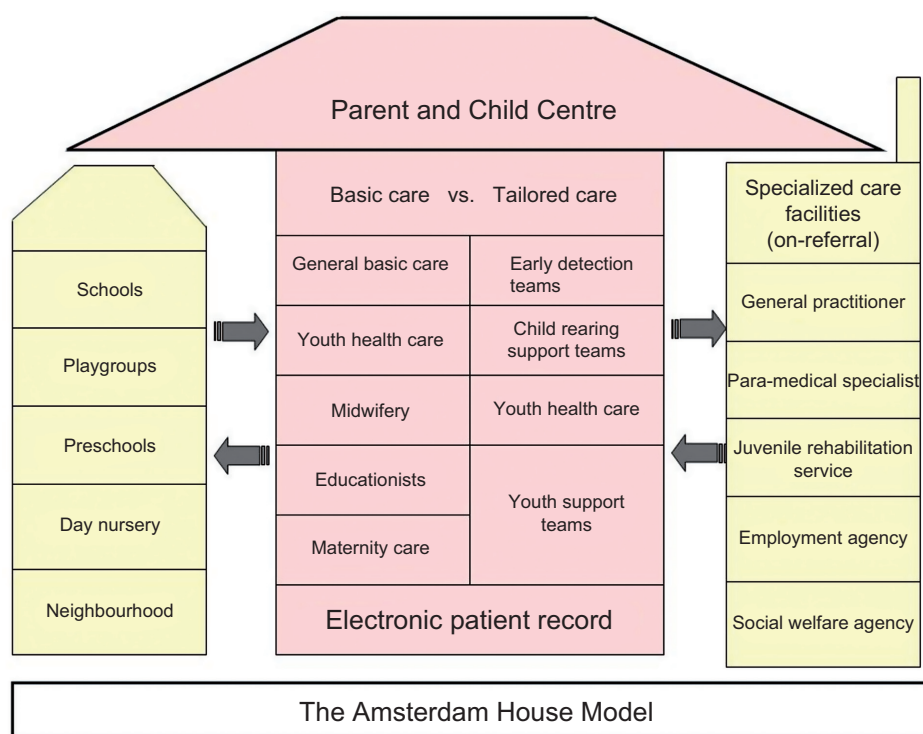 Parent and Child Centre
Basic care vs. Tailored care
General basic care
Early detection
teams
Youth health care
Child rearing
support teams
Midwifery
Youth health care
Educationists
Youth support
teams
Maternity care
Electronic patient record
Schools
Playgroups
Preschools
Day nursery
Neighbourhood
Specialized care
facilities
(on-referral)
General practitioner
Para-medical specialist
Juvenile rehabilitation
service
Employment agency
Social welfare agency
The Amsterdam House Model